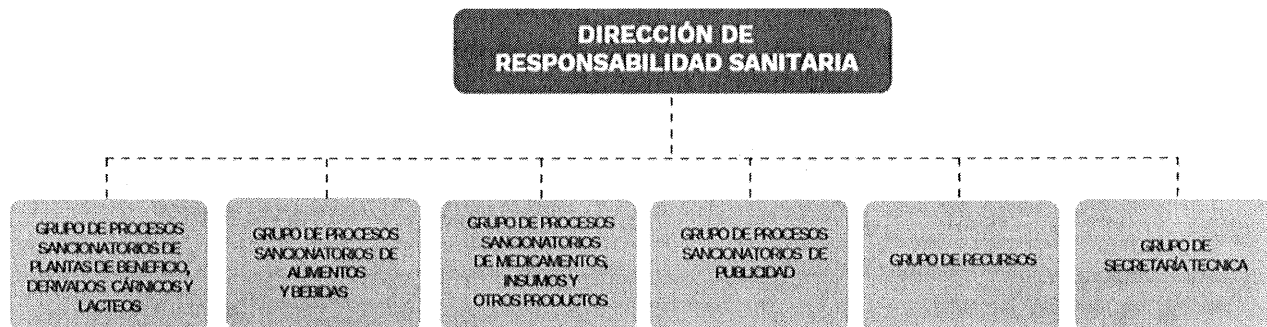 DIRECCIÓN DE
RESPONSABILIDAD SANITARIA
GRUPO DE PROCESOS
SANCIONATORIOS DE
PLANTAS DE BENEFICIO,
DERIVADOS CÁRNICOS Y
LACTEOS
GRUPO DE PROCESOS
SANCIONATORIOS DE
ALIMENTOS
Y BEBIDAS
GRUPO DE PROCESOS
SANCIONATORIOS
DE MEDICAMENTOS,
INSUMOS Y
OTROS PRODUCTOS
GRUPO DE PROCESOS
SANCIONATORIOS DE
PUBLICIDAD
GRUPO DE RECURSOS
GRUPO DE
SECRETARÍA TECNICA